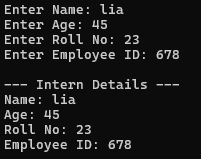 Enter Name: lia
Enter Age: 45
Enter Roll No: 23
Enter Employee ID: 678
--- Intern Details ---
Name: lia
Age: 45
Roll No: 23
Employee ID: 678